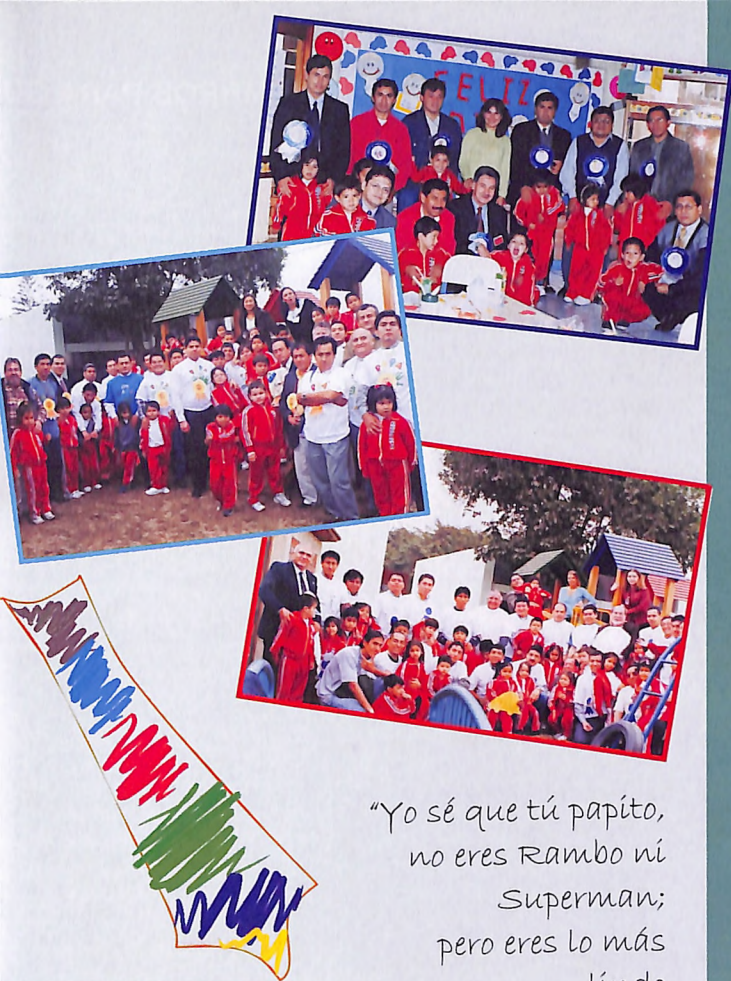 FELIZ
"Yo sé que tú papito,
no eres Rambo ni
Superman;
pero eres lo más